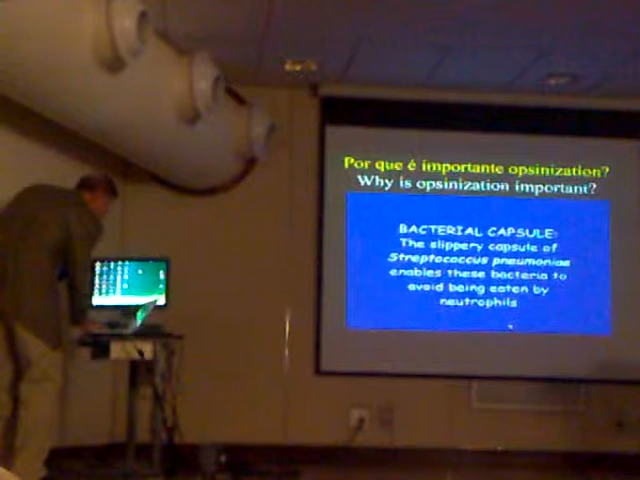 Por que é importante opsinization?
Why is opsinization important?
BACTERIAL CAPSULE:
The slippery capsule of
Streptococcus pneumoniae
enables these bacteria to
avoid being eaten by
neutrophils